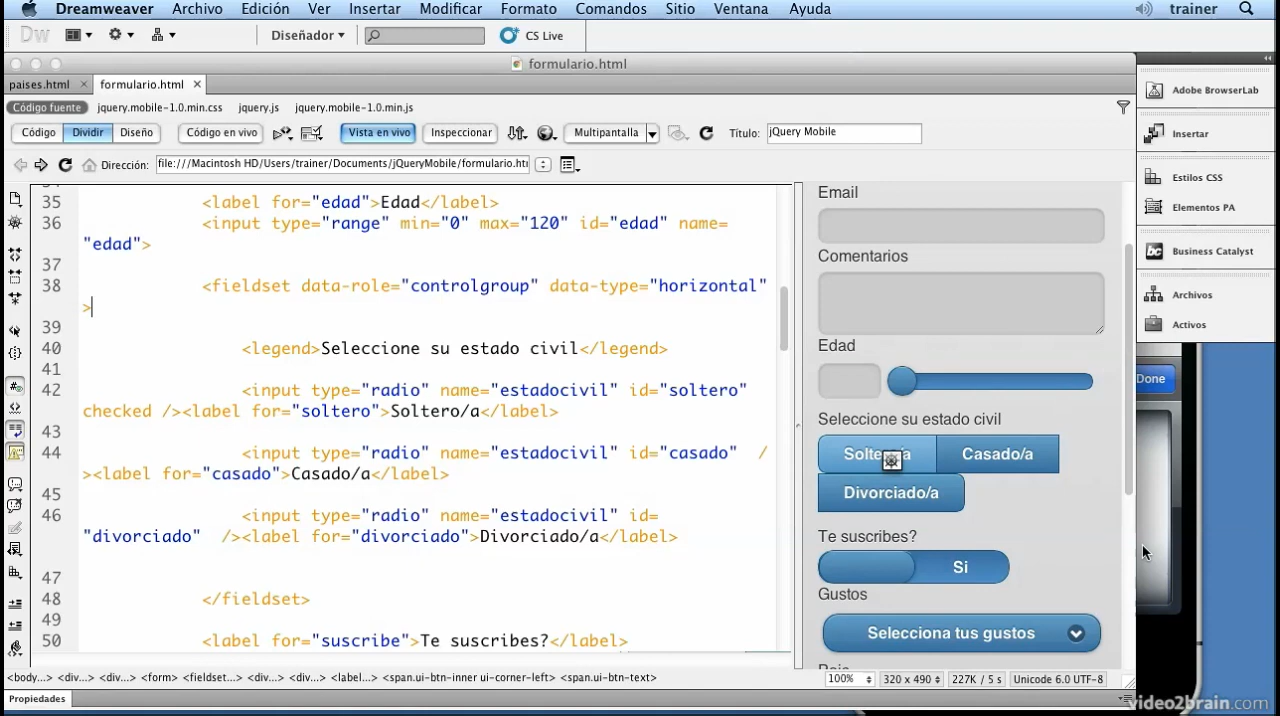 Dreamweaver Archivo Edición Ver Insertar Modificar Formato Comandos Sitio Ventana Ayuda trainer
Dw Diseñador CS Live
formulario.html
paises.html formulario.html
Código fuente jquery.mobile-1.0.min.css jquery.js jquery.mobile-1.0.min.js
Código Dividir Diseño Código en vivo Vista en vivo Inspeccionar Multipantalla Título: jQuery Mobile
Dirección: file:///Macintosh HD/Users/trainer/Documents/jQueryMobile/formulario.htm
35 <label for="edad">Edad</label>
36 <input type="range" min="0" max="120" id="edad" name=
"edad">
37
38 <fieldset data-role="controlgroup" data-type="horizontal"
>
39
40 <legend>Seleccione su estado civil</legend>
41
42 <input type="radio" name="estadocivil" id="soltero"
checked /><label for="soltero">Soltero/a</label>
43
44 <input type="radio" name="estadocivil" id="casado"  /
><label for="casado">Casado/a</label>
45
46 <input type="radio" name="estadocivil" id=
"divorciado"  /><label for="divorciado">Divorciado/a</label>
47
48 </fieldset>
49
50 <label for="suscribe">Te suscribes?</label>
Email
Comentarios
Edad
Seleccione su estado civil
Soltero/a Casado/a
Divorciado/a
Te suscribes?
Si
Gustos
Selecciona tus gustos
Adobe BrowserLab
Insertar
Estilos CSS
Elementos PA
bc Business Catalyst
Archivos
Activos
Done
<body...> <div...> <div...> <form> <fieldset...> <div...> <div...> <label...> <span.ui-btn-inner ui-corner-left> <span.ui-btn-text>
100% 320 x 490 227K / 5 s Unicode 6.0 UTF-8
Propiedades
video2brain.com